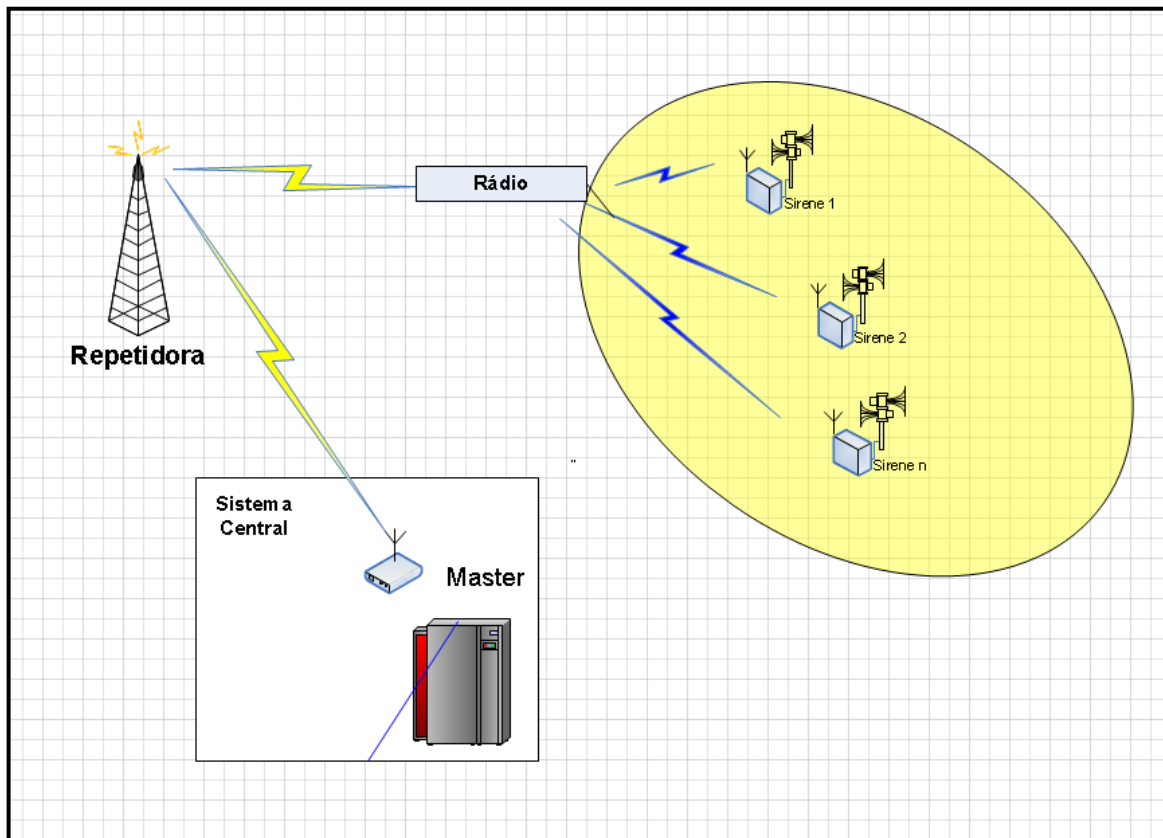 Rádio
Sirene 1
Sirene 2
Repetidora
Sirene n
"
Sistema
Central
Master